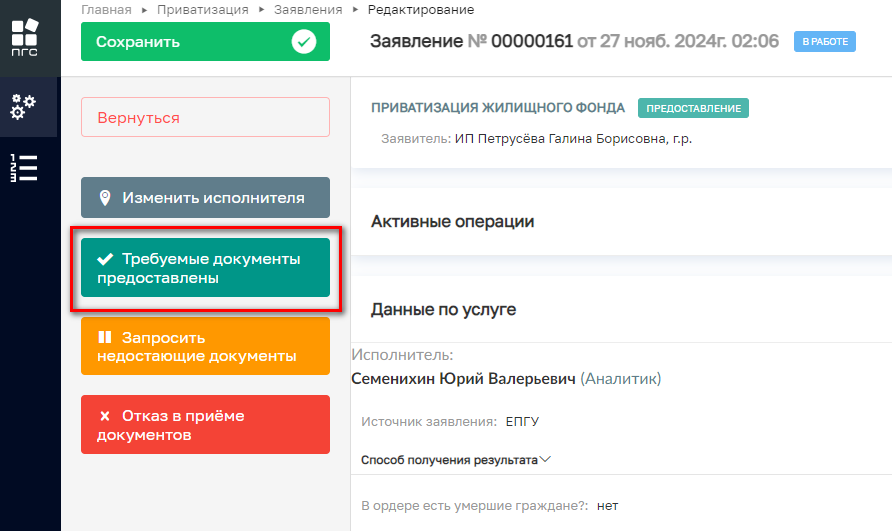 Главная ▸ Приватизация ▸ Заявления ▸ Редактирование
ПГС
Сохранить
Заявление № 00000161 от 27 нояб. 2024г. 02:06
В РАБОТЕ
Вернуться
ПРИВАТИЗАЦИЯ ЖИЛИЩНОГО ФОНДА
ПРЕДОСТАВЛЕНИЕ
Заявитель: ИП Петрусёва Галина Борисовна, г.р.
1
2
3
Изменить исполнителя
Активные операции
Требуемые документы
предоставлены
Данные по услуге
Запросить
недостающие документы
Исполнитель:
Семенихин Юрий Валерьевич (Аналитик)
Отказ в приёме
документов
Источник заявления: ЕПГУ
Способ получения результата
В ордере есть умершие граждане?: нет